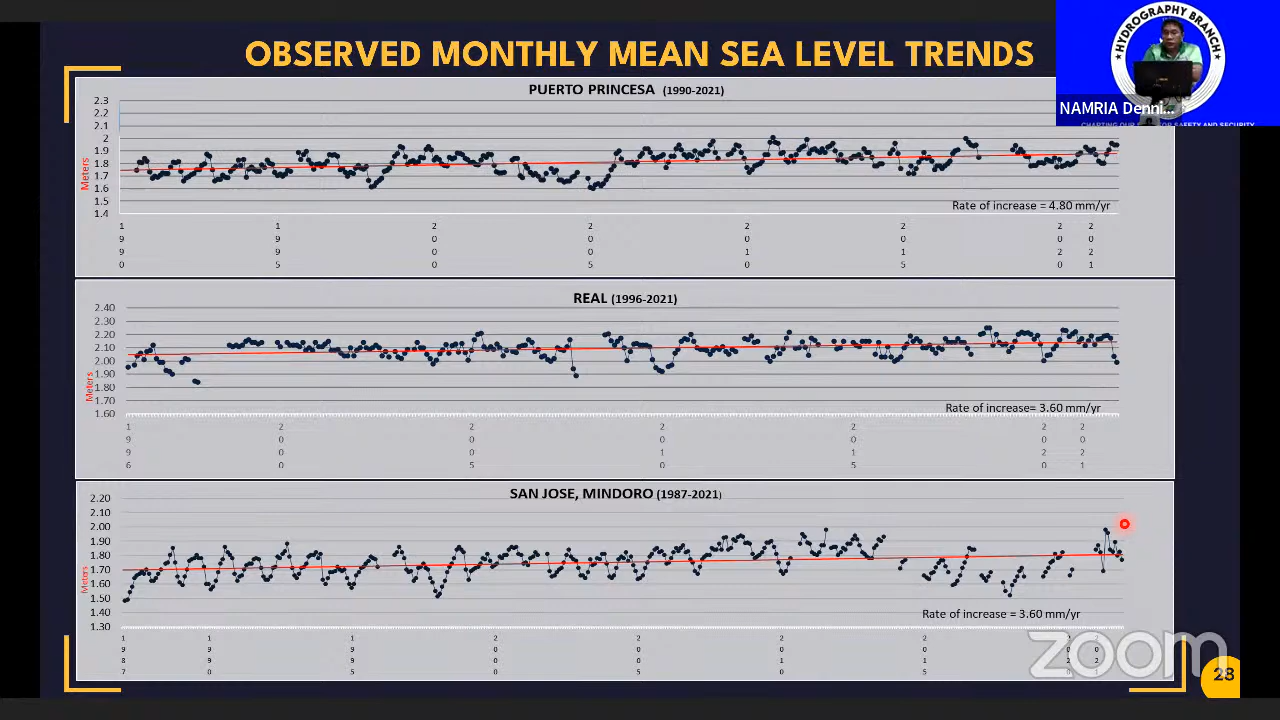 OBSERVED MONTHLY MEAN SEA LEVEL TRENDS
HYDROGRAPHY BRANCH
NAMRIA Denni...
PUERTO PRINCESA (1990-2021)
2.3
2.2
2.1
2
1.9
1.8
1.7
1.6
1.5
1.4
Meters
Rate of increase = 4.80 mm/yr
1990 1995 2000 2005 2010 2015 2020 2021
REAL (1996-2021)
2.40
2.30
2.20
2.10
2.00
1.90
1.80
1.70
1.60
Meters
Rate of increase= 3.60 mm/yr
1996 2000 2005 2010 2015 2020 2021
SAN JOSE, MINDORO (1987-2021)
2.20
2.10
2.00
1.90
1.80
1.70
1.60
1.50
1.40
1.30
Meters
Rate of increase = 3.60 mm/yr
1987 1990 1995 2000 2005 2010 2015
zoom
28